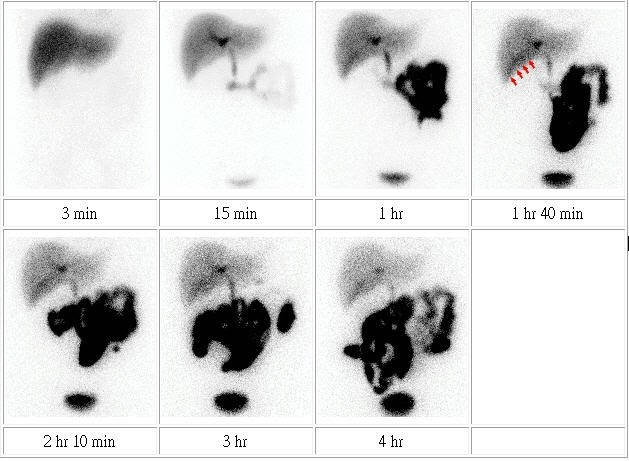 3 min
15 min
1 hr
1 hr 40 min
2 hr 10 min
3 hr
4 hr